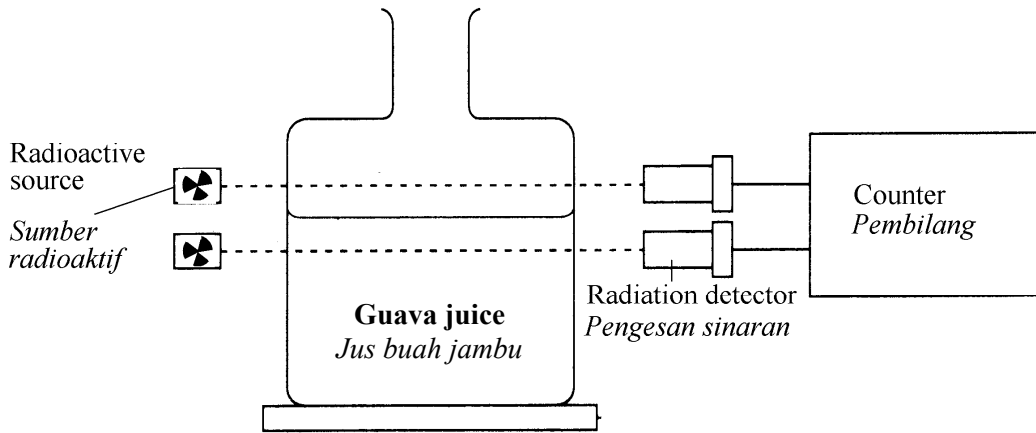 Radioactive
source
Sumber
radioaktif
Guava juice
Jus buah jambu
Radiation detector
Pengesan sinaran
Counter
Pembilang